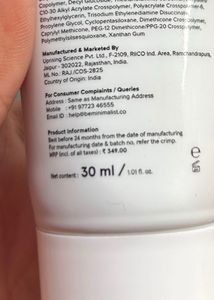 Copolymer, Decyl Glucoside,
C10-30 Alkyl Acrylate Crosspolymer, Polyacrylate Crosspolymer-6,
Ethylhexylglycerin, Trisodium Ethylenediamine Disuccinate,
Propylene Glycol, Cyclopentasiloxane, Dimethicone Crosspolymer,
Caprylyl Methicone, PEG-12 Dimethicone/PPG-20 Crosspolymer,
Polymethylsilsesquioxane, Xanthan Gum
Manufactured & Marketed By
Uprising Science Pvt. Ltd., F-2109, RIICO Ind. Area, Ramchandrapura,
Jaipur - 302022, Rajasthan, India.
ML No.: RAJ/COS-2825
Country of Origin: India
For Consumer Complaints / Queries
Address : Same as Manufacturing Address
Mobile : +91 97723 46555
Email ID : help@beminimalist.co
Product Information
Best before 24 months from the date of manufacturing
For manufacturing date & batch no, refer the crimp.
MRP (incl. of all taxes) : ₹ 349.00
Net content : 30 ml / 1.01 fl. oz.